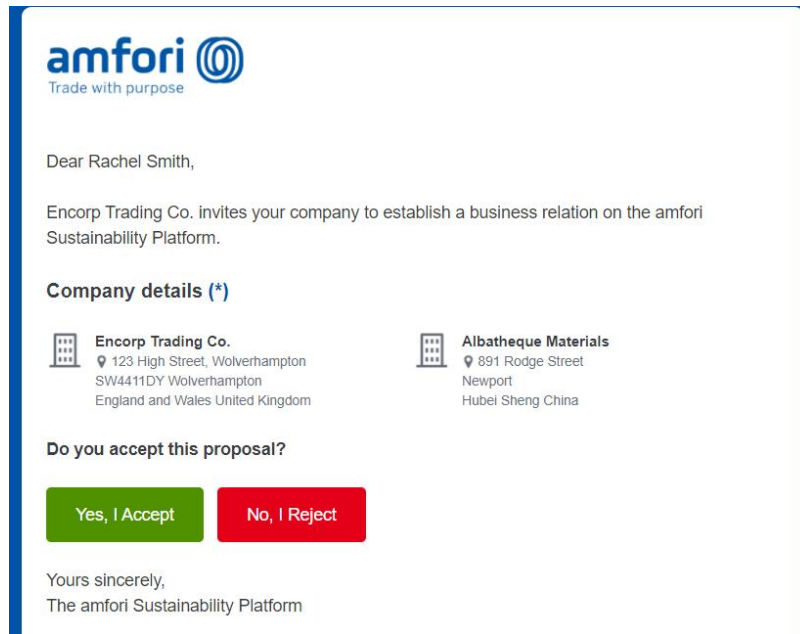 amfori
Trade with purpose
Dear Rachel Smith,
Encorp Trading Co. invites your company to establish a business relation on the amfori
Sustainability Platform.
Company details (*)
Encorp Trading Co.
123 High Street, Wolverhampton
SW4411DY Wolverhampton
England and Wales United Kingdom
Albatheque Materials
891 Rodge Street
Newport
Hubei Sheng China
Do you accept this proposal?
Yes, I Accept
No, I Reject
Yours sincerely,
The amfori Sustainability Platform